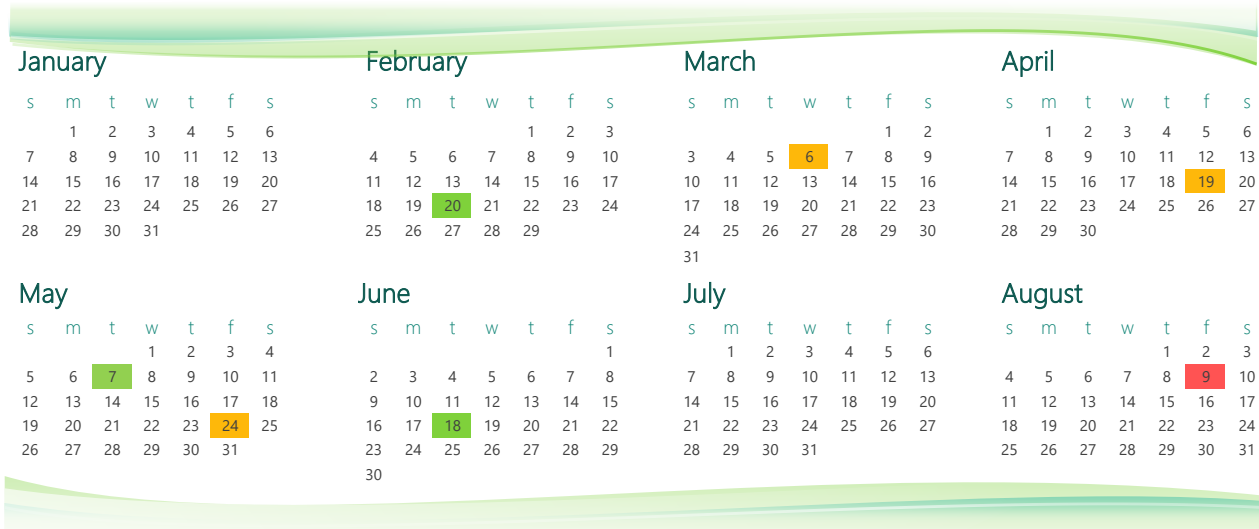 January February March April
s m t w t f s s m t w t f s s m t w t f s s m t w t f s
1 2 3 4 5 6 1 2 3 1 2 1 2 3 4 5 6
7 8 9 10 11 12 13 4 5 6 7 8 9 10 3 4 5 6 7 8 9 7 8 9 10 11 12 13
14 15 16 17 18 19 20 11 12 13 14 15 16 17 10 11 12 13 14 15 16 14 15 16 17 18 19 20
21 22 23 24 25 26 27 18 19 20 21 22 23 24 17 18 19 20 21 22 23 21 22 23 24 25 26 27
28 29 30 31 25 26 27 28 29 24 25 26 27 28 29 30 28 29 30
31
May June July August
s m t w t f s s m t w t f s s m t w t f s s m t w t f s
1 2 3 4 1 1 2 3 4 5 6 1 2 3
5 6 7 8 9 10 11 2 3 4 5 6 7 8 7 8 9 10 11 12 13 4 5 6 7 8 9 10
12 13 14 15 16 17 18 9 10 11 12 13 14 15 14 15 16 17 18 19 20 11 12 13 14 15 16 17
19 20 21 22 23 24 25 16 17 18 19 20 21 22 21 22 23 24 25 26 27 18 19 20 21 22 23 24
26 27 28 29 30 31 23 24 25 26 27 28 29 28 29 30 31 25 26 27 28 29 30 31
30